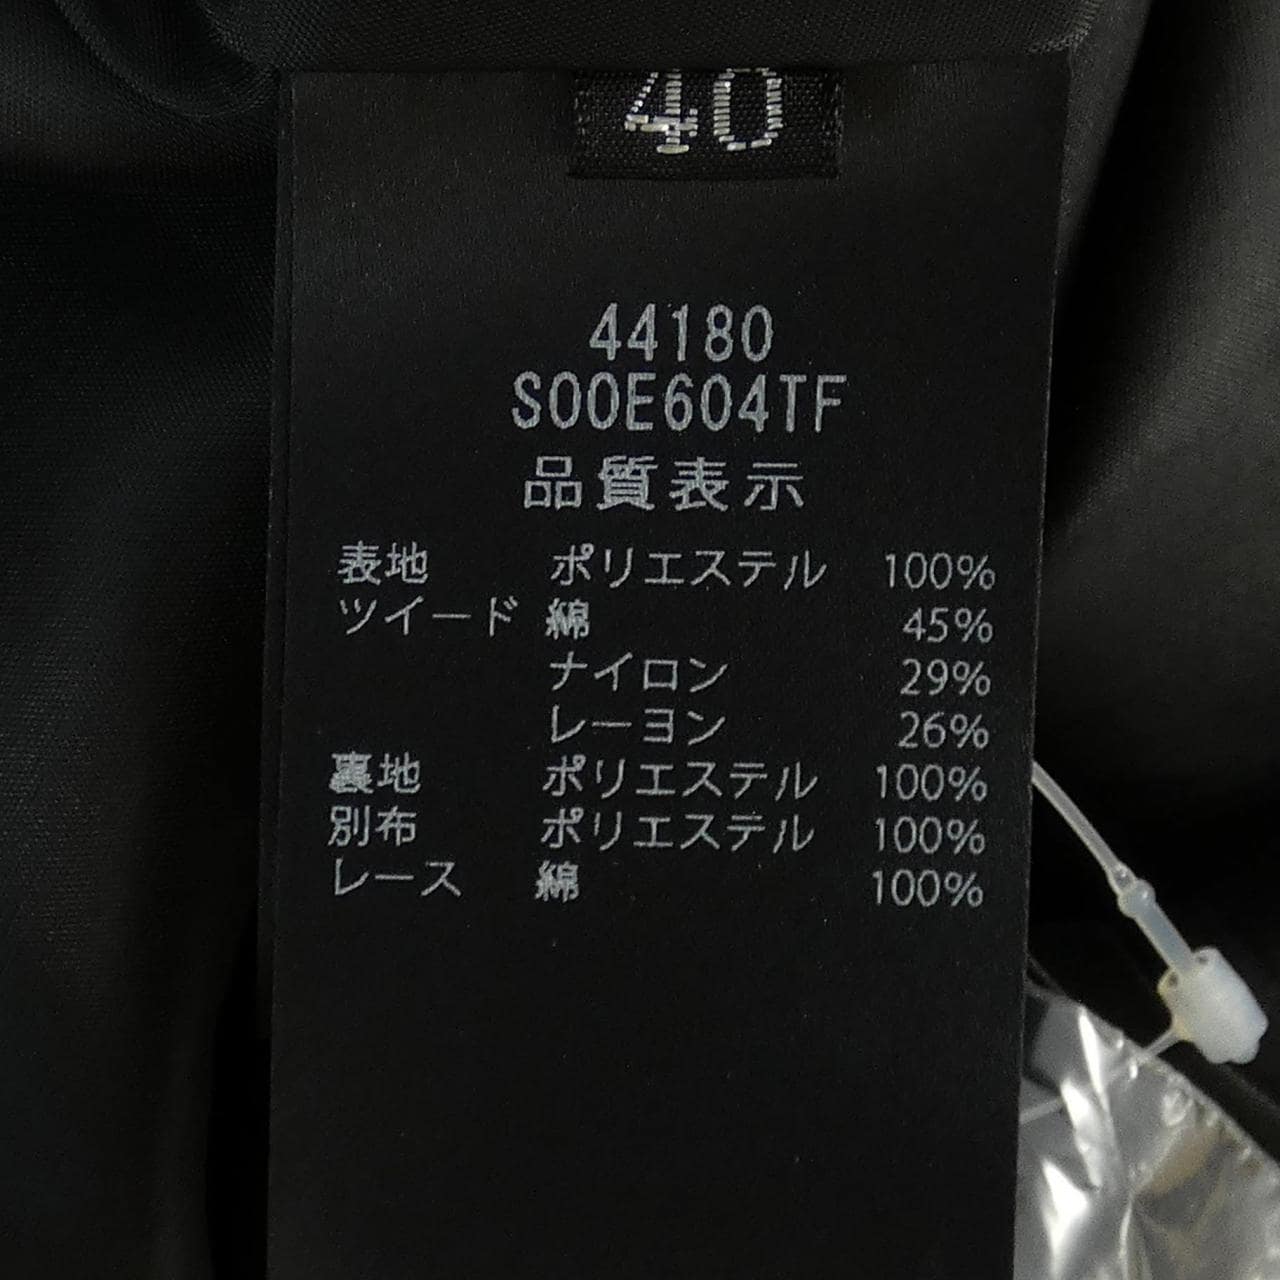 40
44180
S00E604TF
品質表示
表地 ポリエステル 100%
ツイード 綿 45%
ナイロン 29%
レーヨン 26%
裏地 ポリエステル 100%
別布 ポリエステル 100%
レース 綿 100%